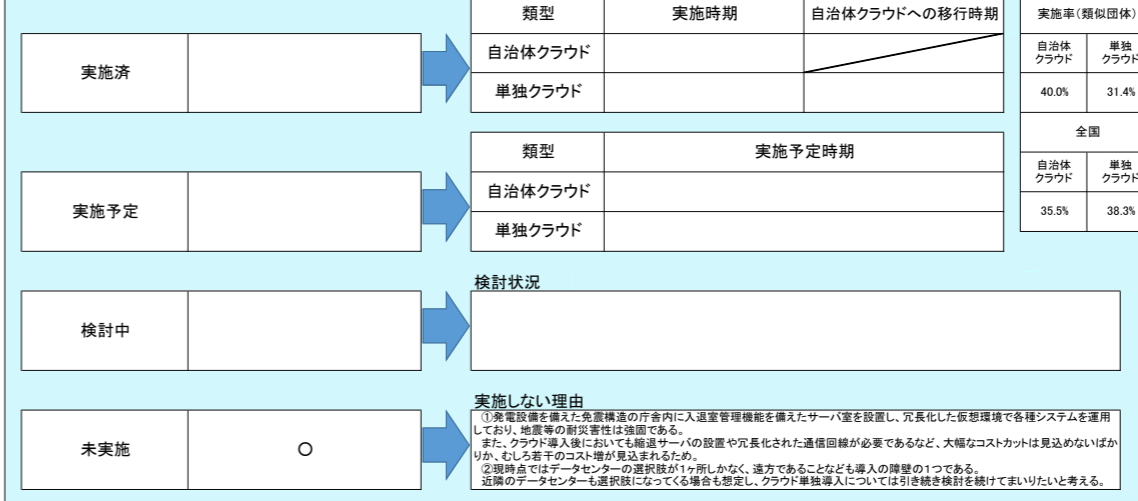 類型 実施時期 自治体クラウドへの移行時期
実施済
自治体クラウド
単独クラウド
実施率(類似団体)
自治体
クラウド
単独
クラウド
40.0% 31.4%
全国
自治体
クラウド
単独
クラウド
35.5% 38.3%
類型 実施予定時期
実施予定
自治体クラウド
単独クラウド
検討状況
検討中
実施しない理由
未実施 ○
①発電設備を備えた免震構造の庁舎内に入退室管理機能を備えたサーバ室を設置し、冗長化した仮想環境で各種システムを運用
しており、地震等の耐災害性は強固である。
また、クラウド導入後においても縮退サーバの設置や冗長化された通信回線が必要であるなど、大幅なコストカットは見込めないばか
りか、むしろ若干のコスト増が見込まれるため。
②現時点ではデータセンターの選択肢が1ヶ所しかなく、遠方であることなども導入の障壁の1つである。
近隣のデータセンターも選択肢になってくる場合も想定し、クラウド単独導入については引き続き検討を続けてまいりたいと考える。